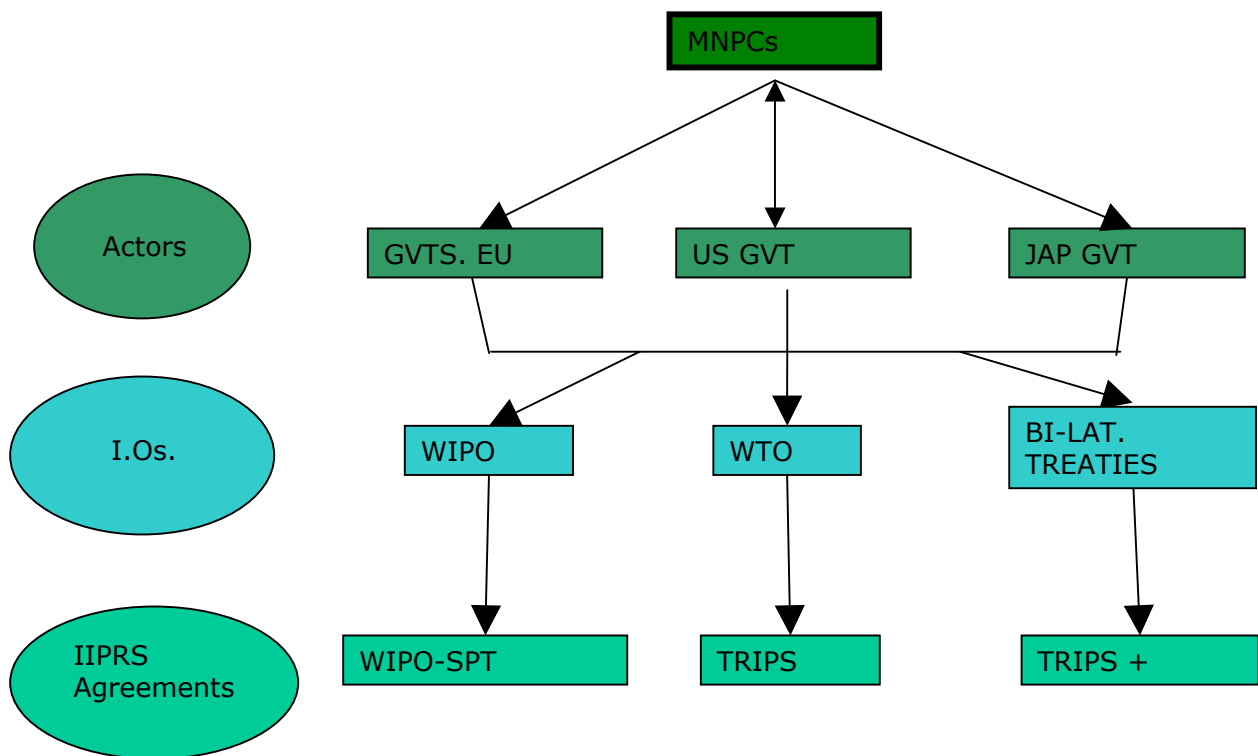 MNPCs
Actors
GVTS. EU
US GVT
JAP GVT
I.Os.
WIPO
WTO
BI-LAT.
TREATIES
IIPRS
Agreements
WIPO-SPT
TRIPS
TRIPS +